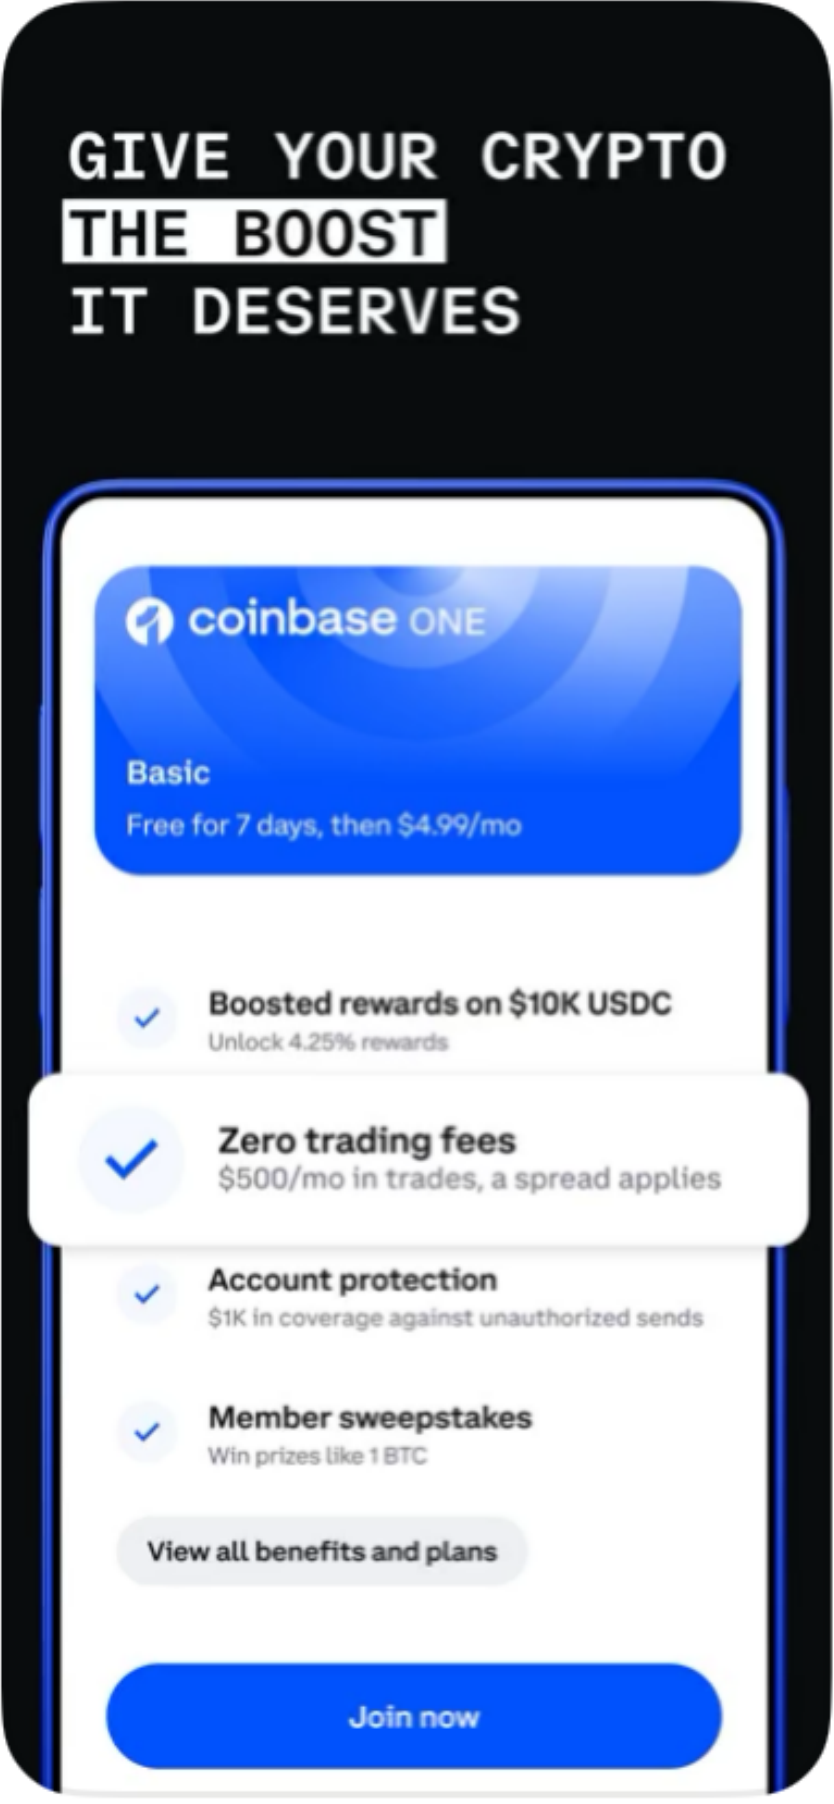 GIVE YOUR CRYPTO
THE BOOST
IT DESERVES
coinbase ONE
Basic
Free for 7 days, then $4.99/mo
Boosted rewards on $10K USDC
Unlock 4.25% rewards
Zero trading fees
$500/mo in trades, a spread applies
Account protection
$1K in coverage against unauthorized sends
Member sweepstakes
Win prizes like 1 BTC
View all benefits and plans
Join now